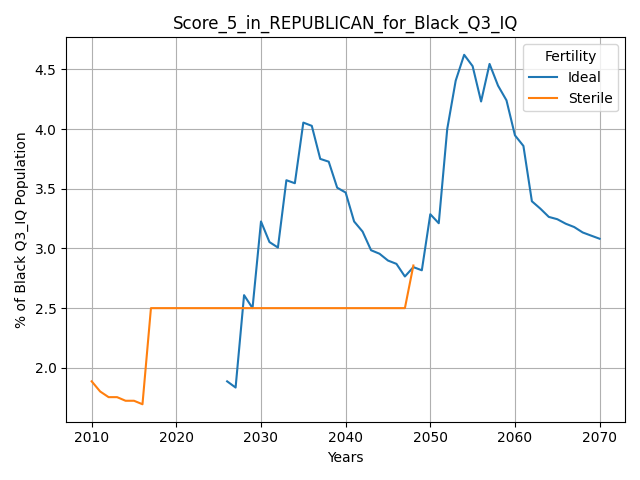 Score_5_in_REPUBLICAN_for_Black_Q3_IQ
Fertility
Ideal
Sterile
% of Black Q3_IQ Population
4.5
4.0
3.5
3.0
2.5
2.0
2010
2020
2030
2040
2050
2060
2070
Years